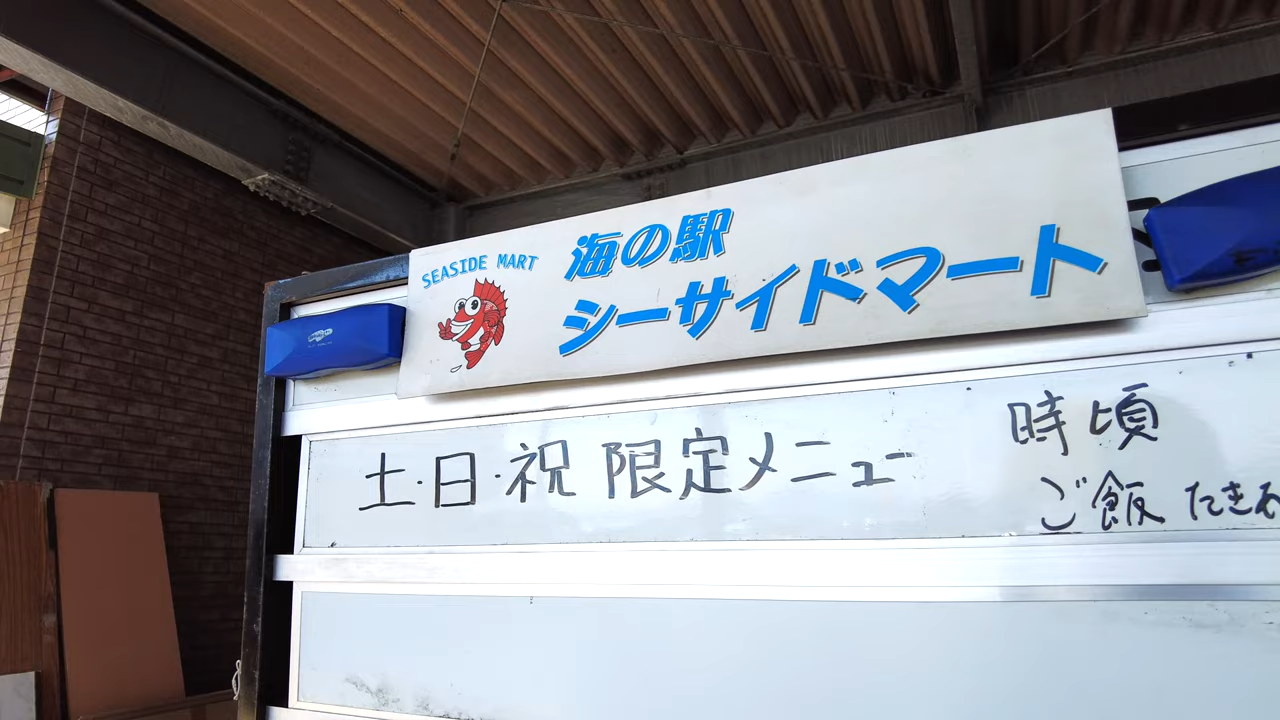 SEASIDE MART
海の駅
シーサイドマート
土・日・祝 限定メニュー
時頃
ご飯 たき